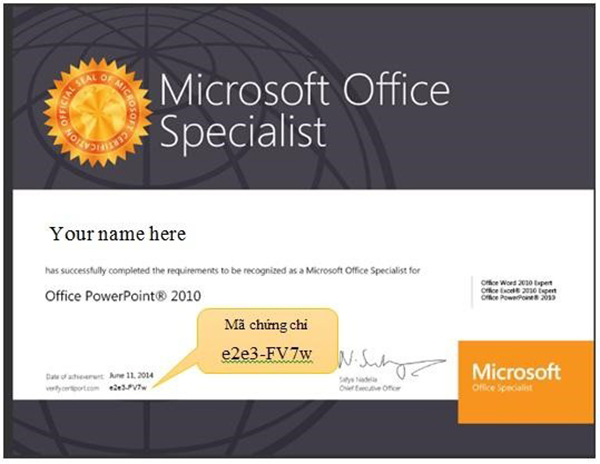 OFFICIAL SEAL OF MICROSOFT CERTIFICATION
Microsoft Office
Specialist
Your name here
has successfully completed the requirements to be recognized as a Microsoft Office Specialist for
Office PowerPoint® 2010
Office Word 2010 Expert
Office Excel® 2010 Expert
Office PowerPoint® 2010
Mã chứng chỉ
e2e3-FV7w
Date of achievement: June 11, 2014
verify.certiport.com e2e3-FV7w
Satya Nadella
Chief Executive Officer
Microsoft
Office Specialist